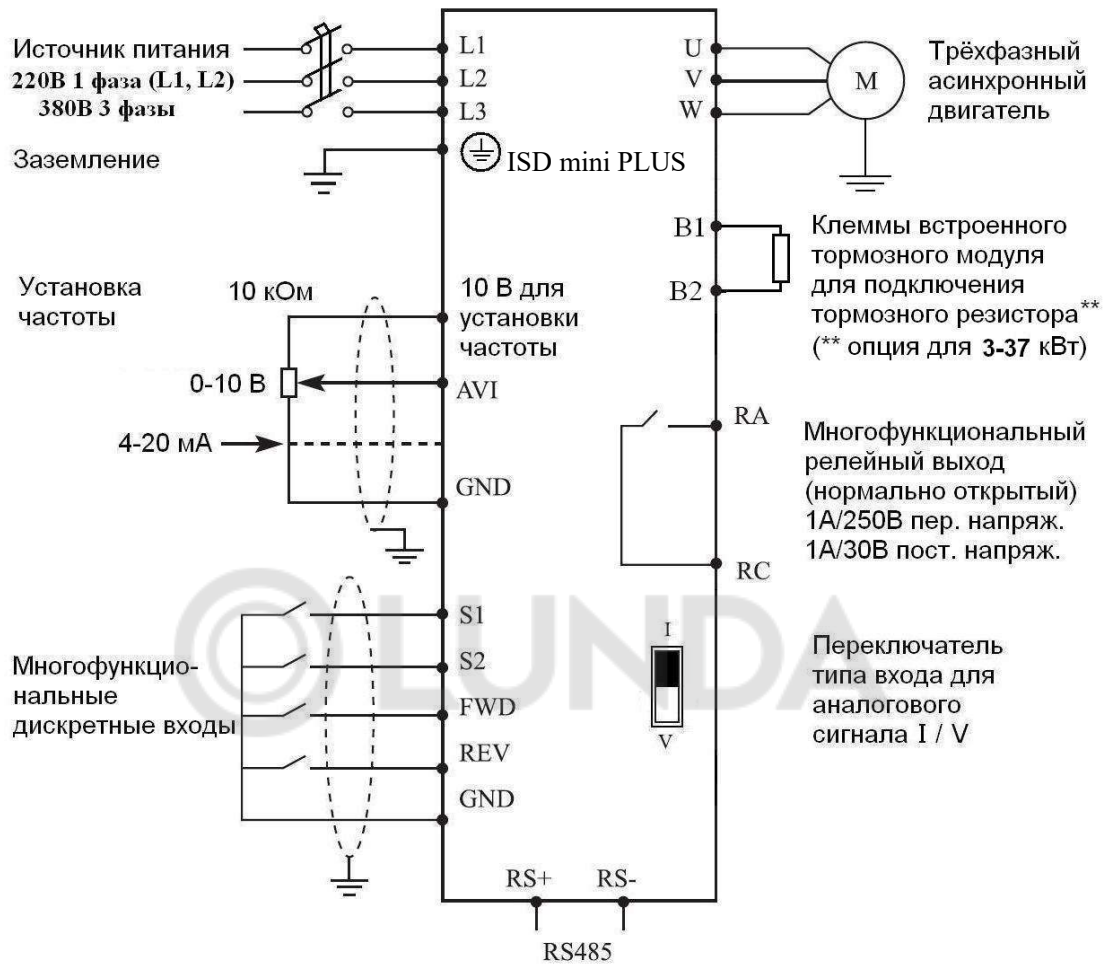 Источник питания
220В 1 фаза (L1, L2)
380В 3 фазы
Заземление
L1
L2
L3
ISD mini PLUS
U
V
W
M
Трёхфазный
асинхронный
двигатель
B1
B2
Клеммы встроенного
тормозного модуля
для подключения
тормозного резистора**
(** опция для 3-37 кВт)
Установка
частоты
10 кОм
0-10 В
4-20 мА
10 В для
установки
частоты
AVI
GND
RA
RC
Многофункциональный
релейный выход
(нормально открытый)
1А/250В пер. напряж.
1А/30В пост. напряж.
Многофункцио-
нальные
дискретные входы
S1
S2
FWD
REV
GND
I
V
Переключатель
типа входа для
аналогового
сигнала I / V
RS+
RS-
RS485
LUNDA